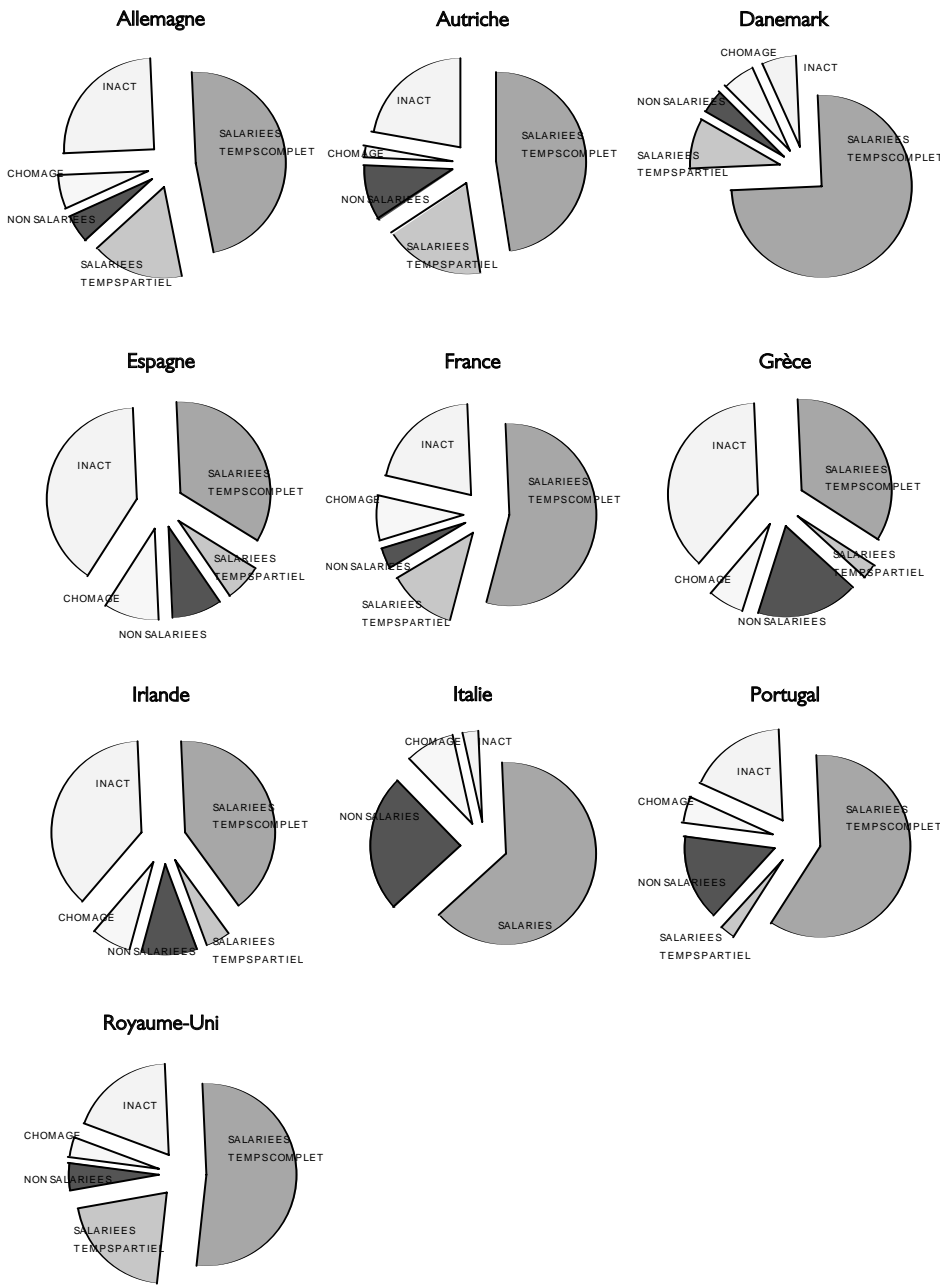 Allemagne
INACT
SALARIEES
TEMPSCOMPLET
CHOMAGE
NON SALARIEES
SALARIEES
TEMPSPARTIEL
Autriche
INACT
SALARIEES
TEMPSCOMPLET
CHOMAGE
NON SALARIEES
SALARIEES
TEMPSPARTIEL
Danemark
CHOMAGE
INACT
NON SALARIEES
SALARIEES
TEMPSCOMPLET
SALARIEES
TEMPSPARTIEL
Espagne
INACT
SALARIEES
TEMPSCOMPLET
SALARIEES
TEMPSPARTIEL
CHOMAGE
NON SALARIEES
France
INACT
SALARIEES
TEMPSCOMPLET
CHOMAGE
NON SALARIEES
SALARIEES
TEMPSPARTIEL
Grèce
INACT
SALARIEES
TEMPSCOMPLET
SALARIEES
TEMPSPARTIEL
CHOMAGE
NON SALARIEES
Irlande
INACT
SALARIEES
TEMPSCOMPLET
CHOMAGE
NON SALARIEES
SALARIEES
TEMPSPARTIEL
Italie
CHOMAGE
INACT
NON SALARIES
SALARIES
Portugal
INACT
CHOMAGE
SALARIEES
TEMPSCOMPLET
NON SALARIEES
SALARIEES
TEMPSPARTIEL
Royaume-Uni
INACT
CHOMAGE
SALARIEES
TEMPSCOMPLET
NON SALARIEES
SALARIEES
TEMPSPARTIEL